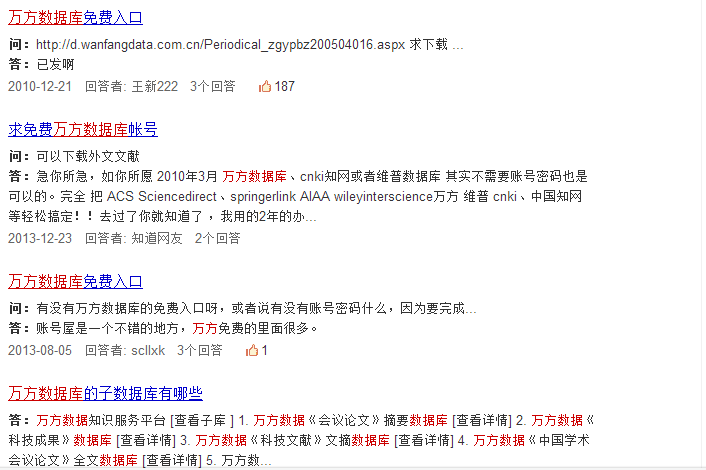 万方数据库免费入口
问：http://d.wanfangdata.com.cn/Periodical_zgypbz200504016.aspx 求下载 ...
答：已发啊
2010-12-21 回答者: 王新222 3个回答 187
求免费万方数据库帐号
问：可以下载外文文献
答：急你所急，如你所愿 2010年3月 万方数据库、cnki知网或者维普数据库 其实不需要账号密码也是
可以的。完全 把 ACS Sciencedirect、springerlink AIAA wileyinterscience万方 维普 cnki、中国知网
等轻松搞定！！去过了你就知道了 ，我用的2年的办...
2013-12-23 回答者: 知道网友 2个回答
万方数据库免费入口
问：有没有万方数据库的免费入口呀，或者说有没有账号密码什么，因为要完成...
答：账号屋是一个不错的地方，万方免费的里面很多。
2013-08-05 回答者: scllxk 3个回答 1
万方数据库的子数据库有哪些
答：万方数据知识服务平台 [查看子库 ] 1. 万方数据《会议论文》摘要数据库 [查看详情] 2. 万方数据《
科技成果》数据库 [查看详情] 3. 万方数据《科技文献》文摘数据库 [查看详情] 4. 万方数据《中国学术
会议论文》全文数据库 [查看详情] 5. 万方数...